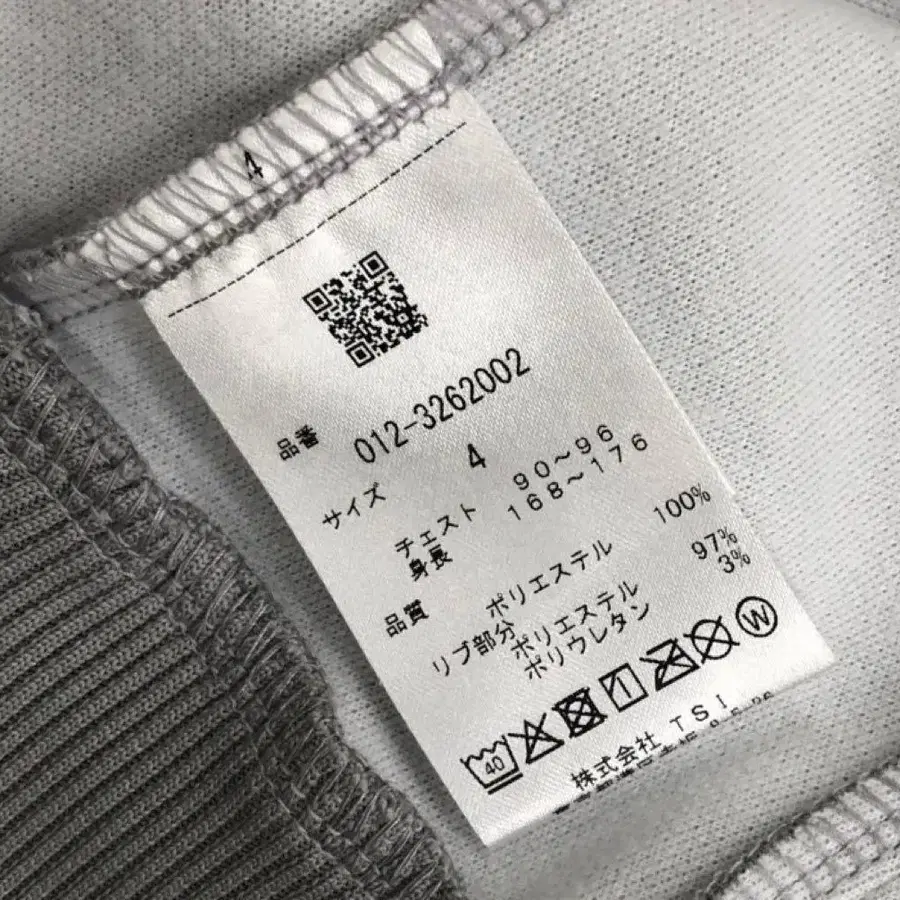 4
品番 012-3262002
サイズ 4
チェスト 90～96
身長 168～176
品質 ポリエステル 100%
リブ部分 ポリエステル 97%
ポリウレタン 3%
40 W
株式会社 TSI